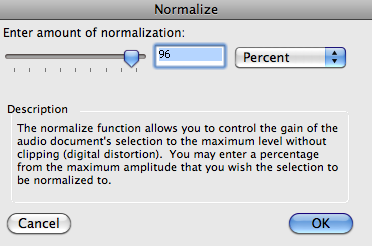 Normalize
Enter amount of normalization:
96 Percent
Description
The normalize function allows you to control the gain of the
audio document's selection to the maximum level without
clipping (digital distortion).  You may enter a percentage
from the maximum amplitude that you wish the selection to
be normalized to.
Cancel OK